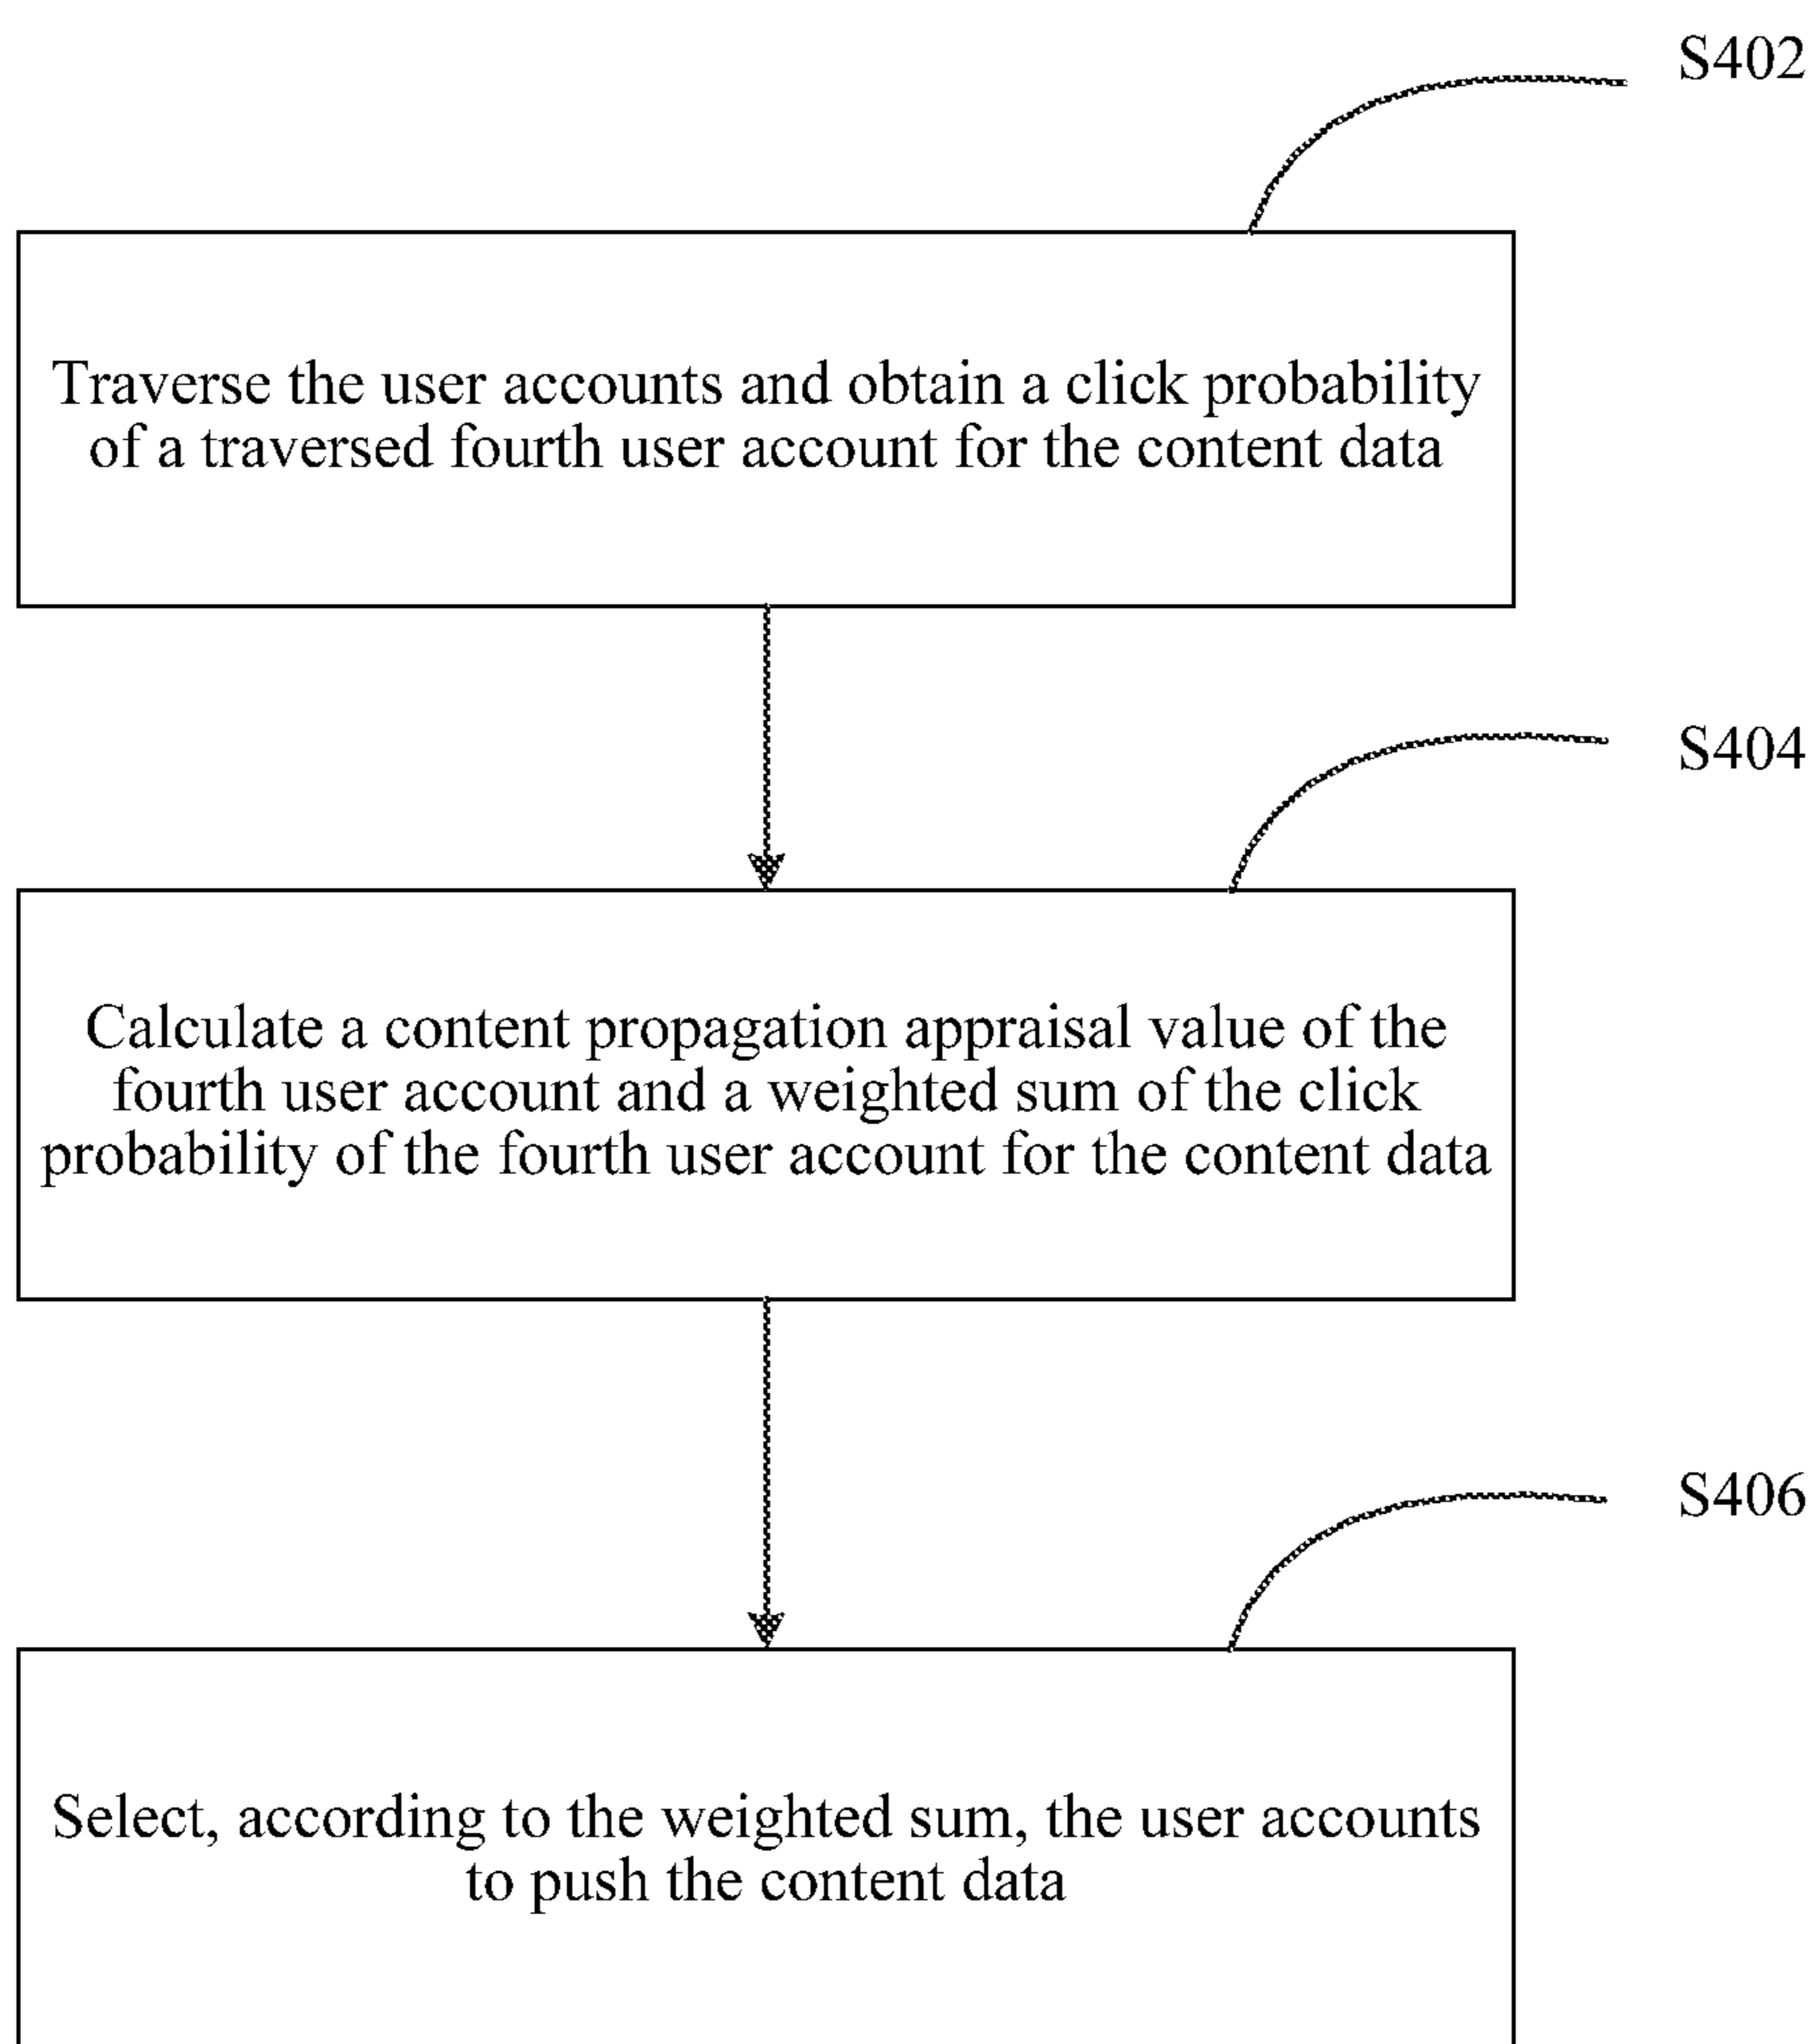 S402
Traverse the user accounts and obtain a click probability
of a traversed fourth user account for the content data
S404
Calculate a content propagation appraisal value of the
fourth user account and a weighted sum of the click
probability of the fourth user account for the content data
S406
Select, according to the weighted sum, the user accounts
to push the content data